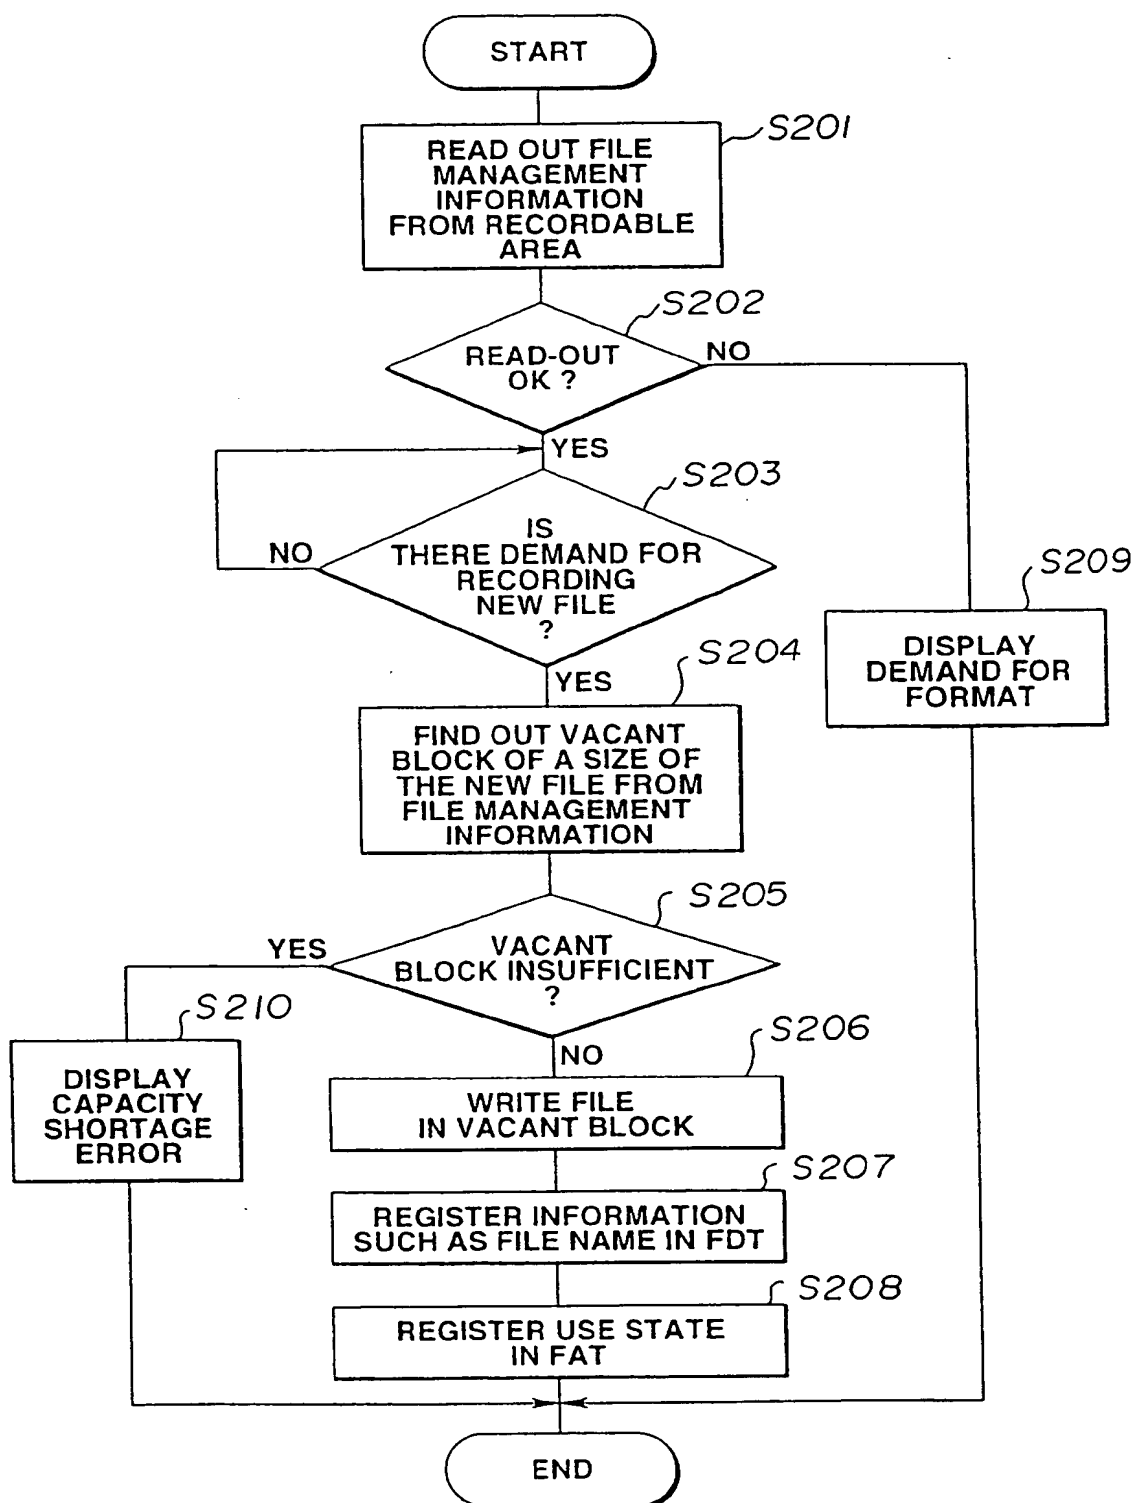 START
S201
READ OUT FILE
MANAGEMENT
INFORMATION
FROM RECORDABLE
AREA
S202
READ-OUT
OK ?
NO
YES
S203
IS
THERE DEMAND FOR
RECORDING
NEW FILE
?
NO
YES
S209
DISPLAY
DEMAND FOR
FORMAT
S204
FIND OUT VACANT
BLOCK OF A SIZE OF
THE NEW FILE FROM
FILE MANAGEMENT
INFORMATION
S205
VACANT
BLOCK INSUFFICIENT
?
YES
NO
S210
DISPLAY
CAPACITY
SHORTAGE
ERROR
S206
WRITE FILE
IN VACANT BLOCK
S207
REGISTER INFORMATION
SUCH AS FILE NAME IN FDT
S208
REGISTER USE STATE
IN FAT
END